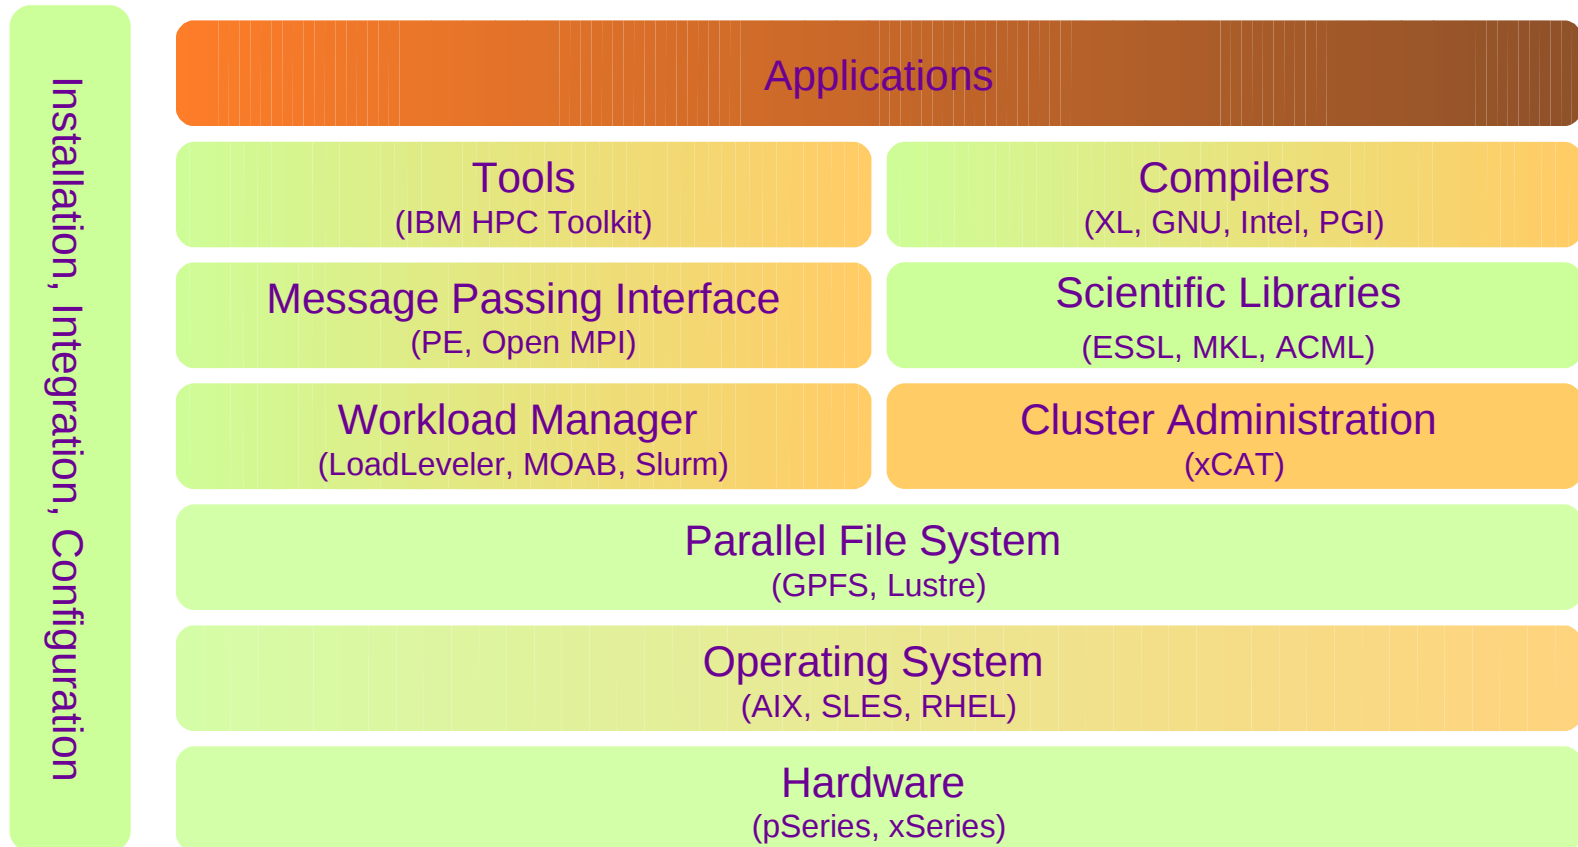 Installation, Integration, Configuration
Applications
Tools
(IBM HPC Toolkit)
Compilers
(XL, GNU, Intel, PGI)
Message Passing Interface
(PE, Open MPI)
Scientific Libraries
(ESSL, MKL, ACML)
Workload Manager
(LoadLeveler, MOAB, Slurm)
Cluster Administration
(xCAT)
Parallel File System
(GPFS, Lustre)
Operating System
(AIX, SLES, RHEL)
Hardware
(pSeries, xSeries)